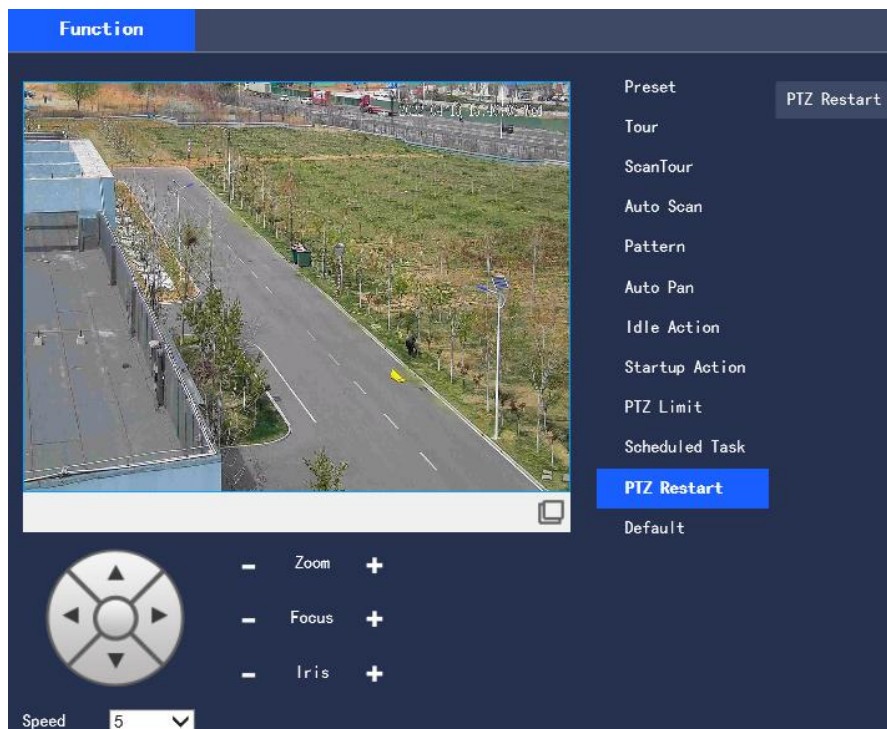 Function
Preset
PTZ Restart
Tour
ScanTour
Auto Scan
Pattern
Auto Pan
Idle Action
Startup Action
PTZ Limit
Scheduled Task
PTZ Restart
Default
- Zoom +
- Focus +
- Iris +
Speed 5